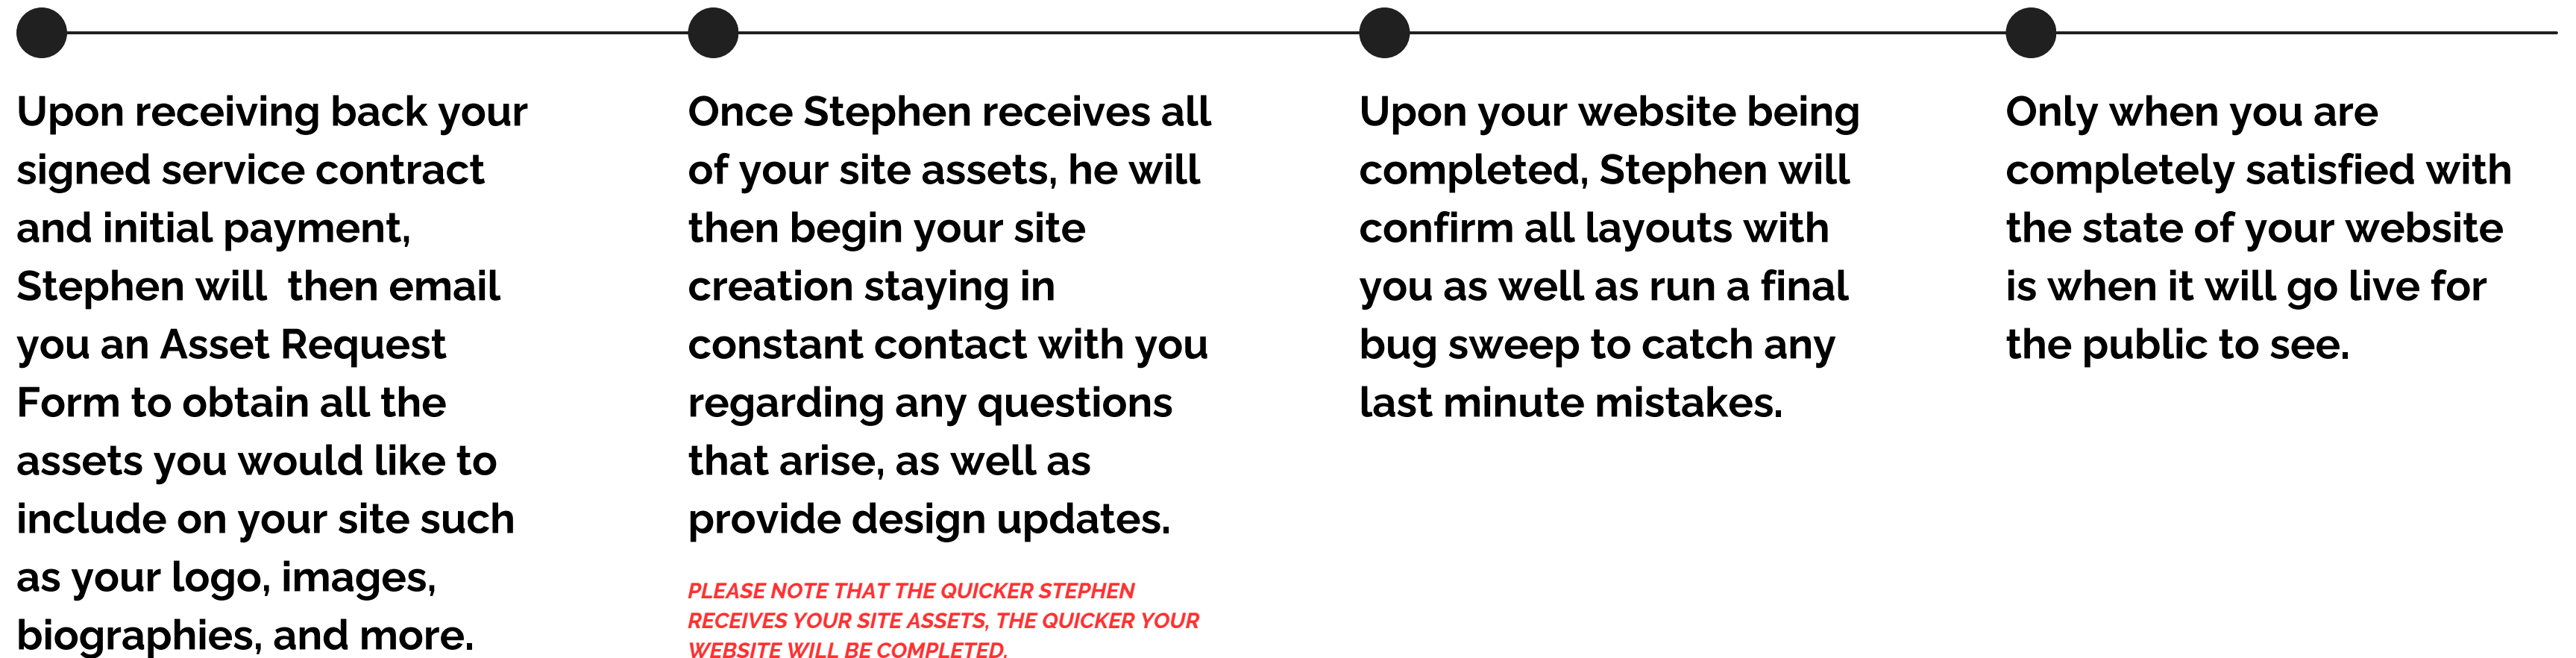 Upon receiving back your
signed service contract
and initial payment,
Stephen will  then email
you an Asset Request
Form to obtain all the
assets you would like to
include on your site such
as your logo, images,
biographies, and more.
Once Stephen receives all
of your site assets, he will
then begin your site
creation staying in
constant contact with you
regarding any questions
that arise, as well as
provide design updates.
PLEASE NOTE THAT THE QUICKER STEPHEN
RECEIVES YOUR SITE ASSETS, THE QUICKER YOUR
WEBSITE WILL BE COMPLETED.
Upon your website being
completed, Stephen will
confirm all layouts with
you as well as run a final
bug sweep to catch any
last minute mistakes.
Only when you are
completely satisfied with
the state of your website
is when it will go live for
the public to see.